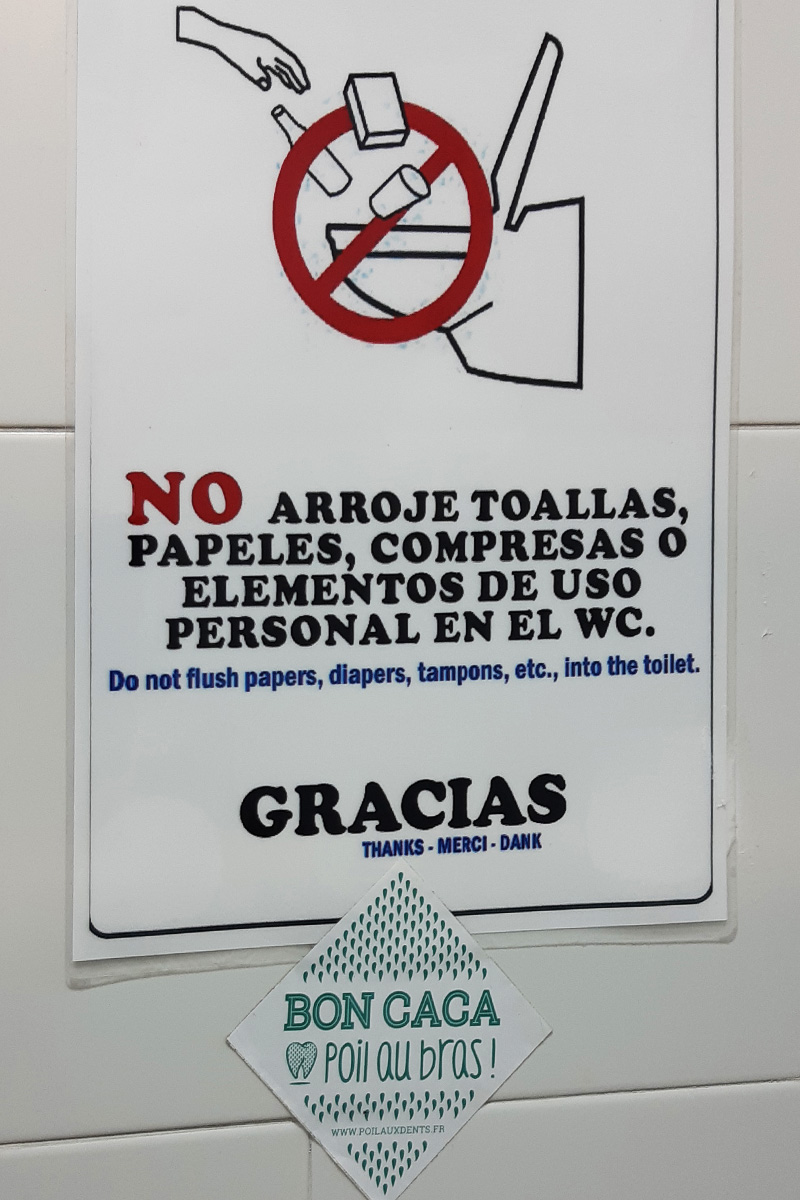 NO ARROJE TOALLAS,
PAPELES, COMPRESAS O
ELEMENTOS DE USO
PERSONAL EN EL WC.
Do not flush papers, diapers, tampons, etc., into the toilet.
GRACIAS
THANKS - MERCI - DANK
BON CACA
poil au bras!
WWW.POILAUXDENTS.FR